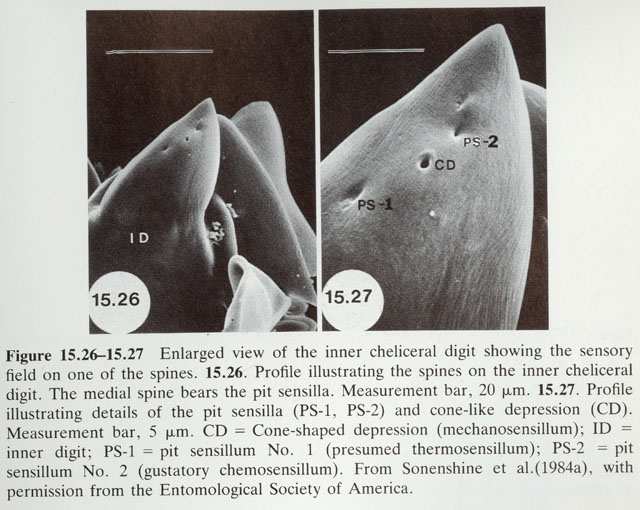 ID
15.26
PS-2
CD
PS-1
15.27
Figure 15.26–15.27 Enlarged view of the inner cheliceral digit showing the sensory
field on one of the spines. 15.26. Profile illustrating the spines on the inner cheliceral
digit. The medial spine bears the pit sensilla. Measurement bar, 20 μm. 15.27. Profile
illustrating details of the pit sensilla (PS-1, PS-2) and cone-like depression (CD).
Measurement bar, 5 μm. CD = Cone-shaped depression (mechanosensillum); ID =
inner digit; PS-1 = pit sensillum No. 1 (presumed thermosensillum); PS-2 = pit
sensillum No. 2 (gustatory chemosensillum). From Sonenshine et al.(1984a), with
permission from the Entomological Society of America.